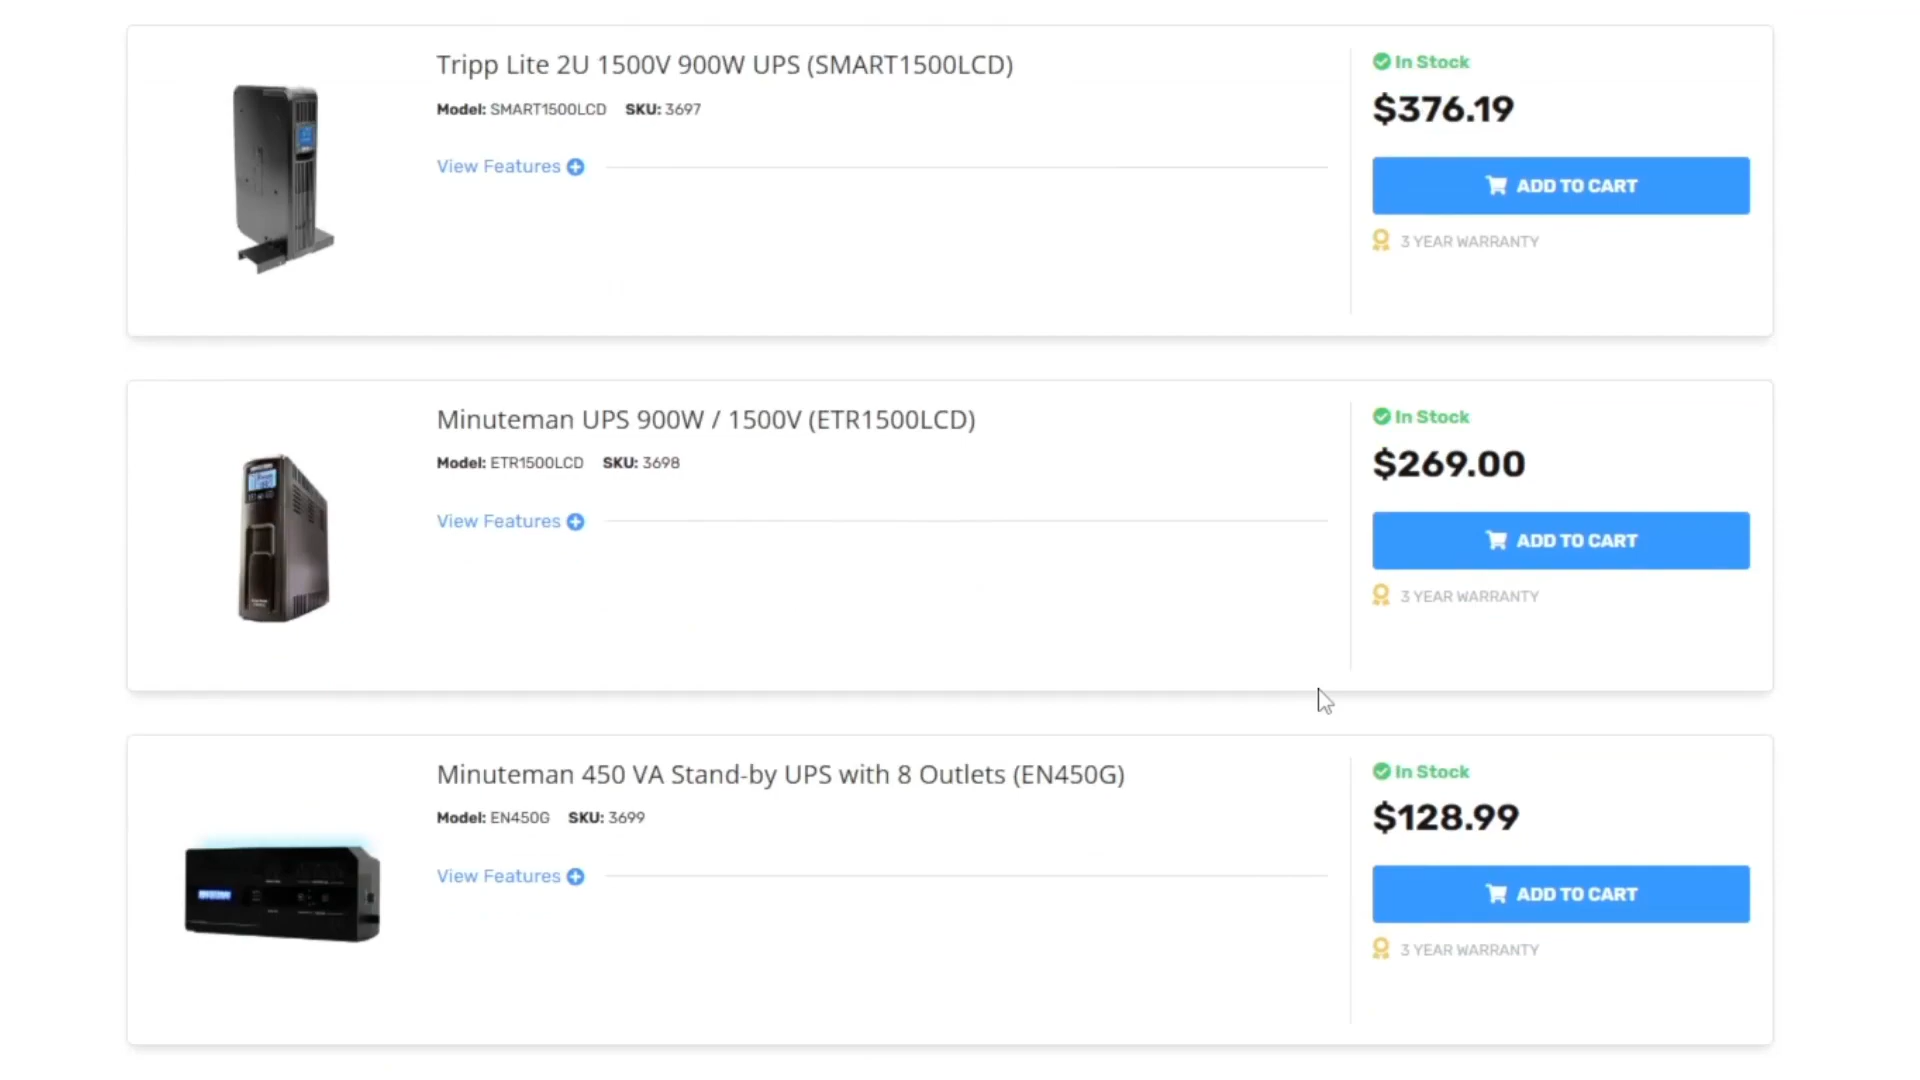 Tripp Lite 2U 1500V 900W UPS (SMART1500LCD)
Model: SMART1500LCD SKU: 3697
View Features
In Stock
$376.19
ADD TO CART
3 YEAR WARRANTY
Minuteman UPS 900W / 1500V (ETR1500LCD)
Model: ETR1500LCD SKU: 3698
View Features
In Stock
$269.00
ADD TO CART
3 YEAR WARRANTY
Minuteman 450 VA Stand-by UPS with 8 Outlets (EN450G)
Model: EN450G SKU: 3699
View Features
In Stock
$128.99
ADD TO CART
3 YEAR WARRANTY